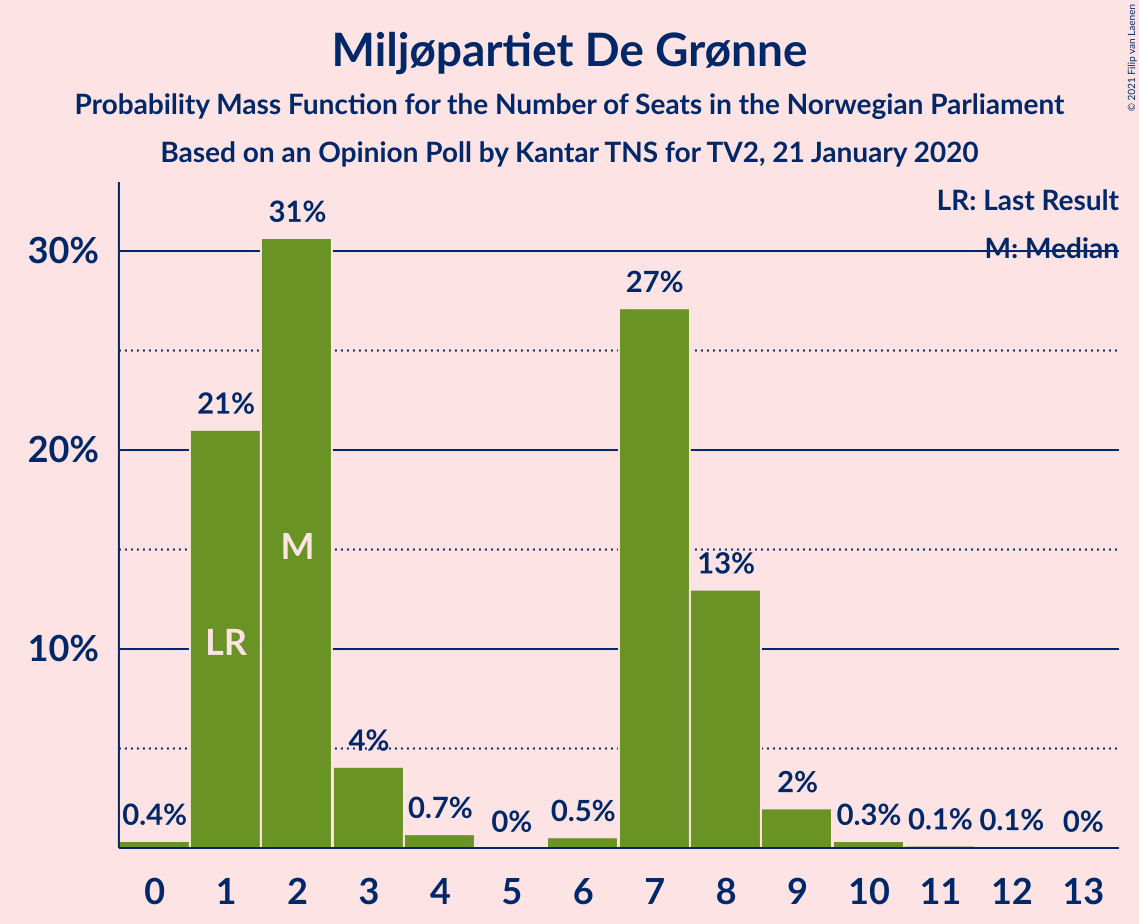 Miljøpartiet De Grønne
Probability Mass Function for the Number of Seats in the Norwegian Parliament
Based on an Opinion Poll by Kantar TNS for TV2, 21 January 2020
© 2021 Filip van Laenen
LR: Last Result
M: Median
30%
20%
10%
0.4%
21%
31%
4%
0.7%
0%
0.5%
27%
13%
2%
0.3%
0.1%
0.1%
0%
LR
M
0 1 2 3 4 5 6 7 8 9 10 11 12 13